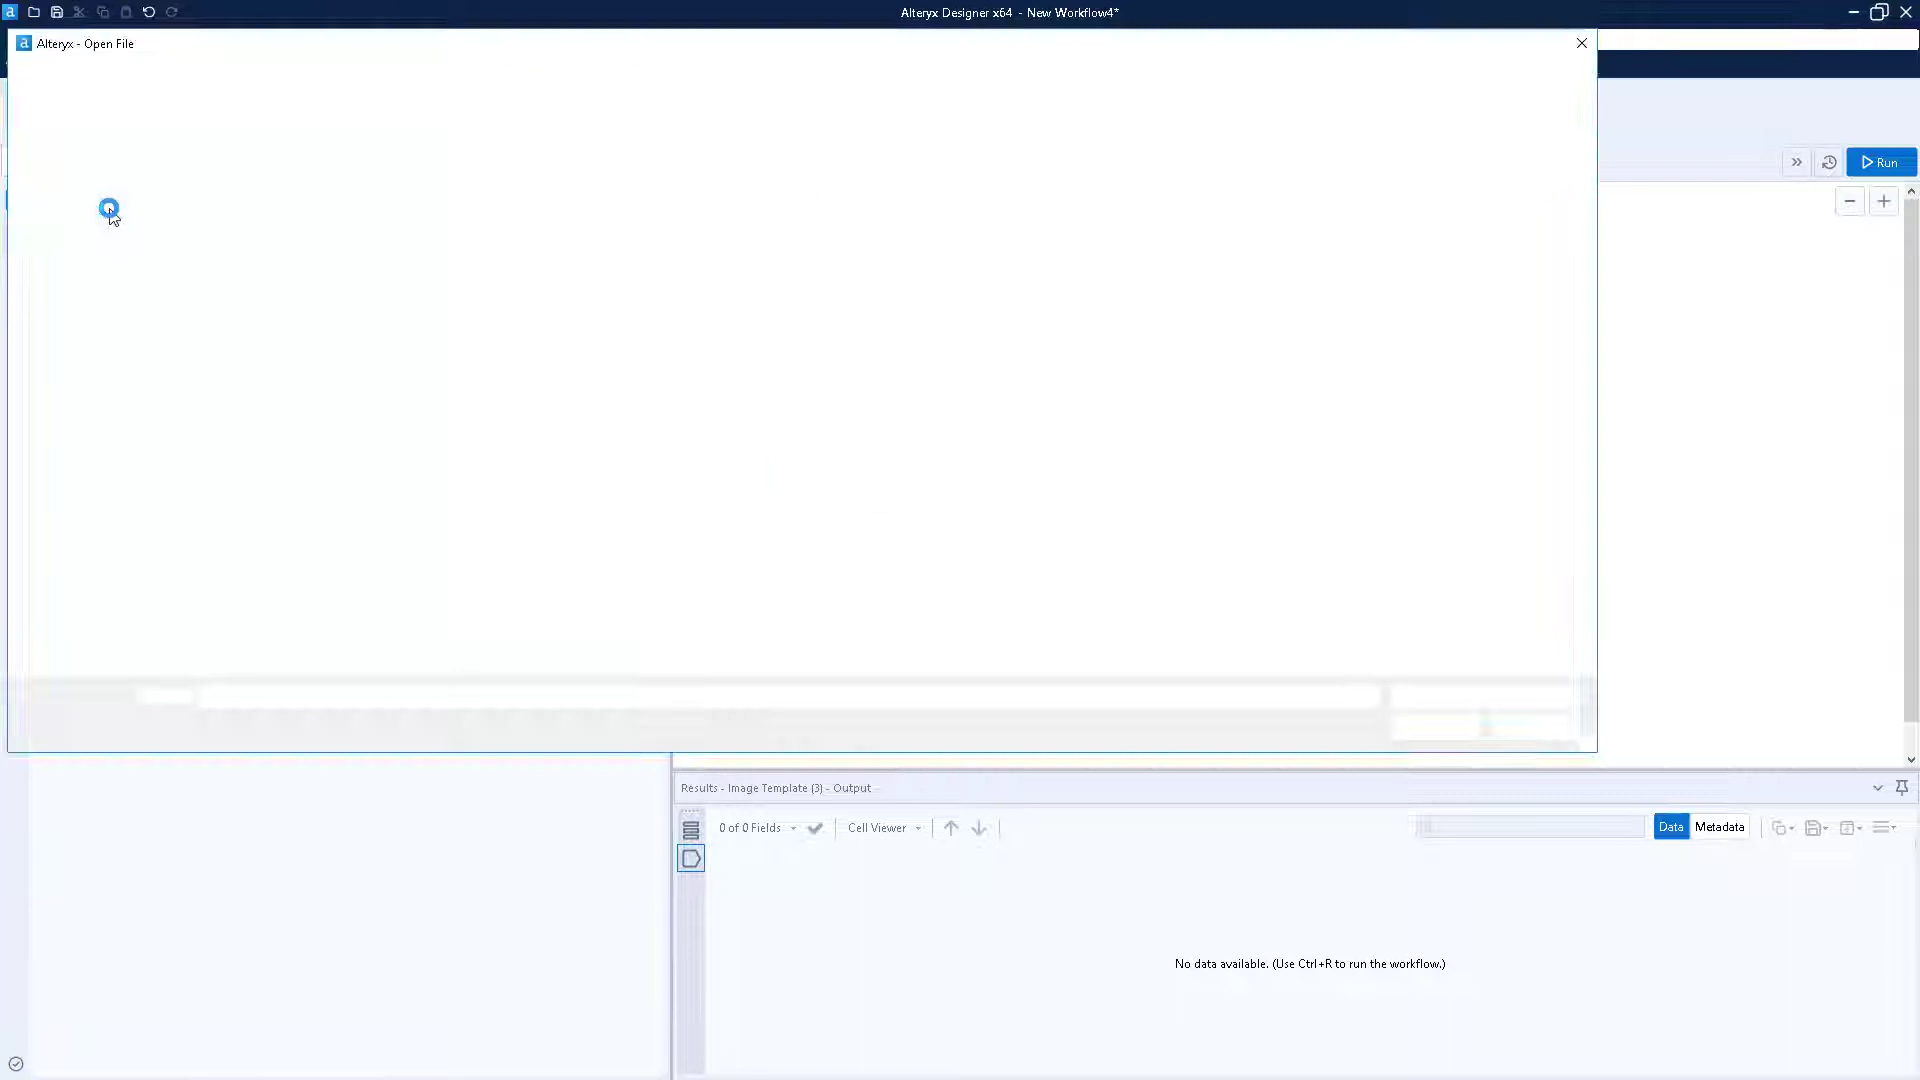 Alteryx Designer x64 - New Workflow4*
Alteryx - Open File
Run
Results - Image Template (3) - Output
0 of 0 Fields
Cell Viewer
Data
Metadata
No data available. (Use Ctrl+R to run the workflow.)